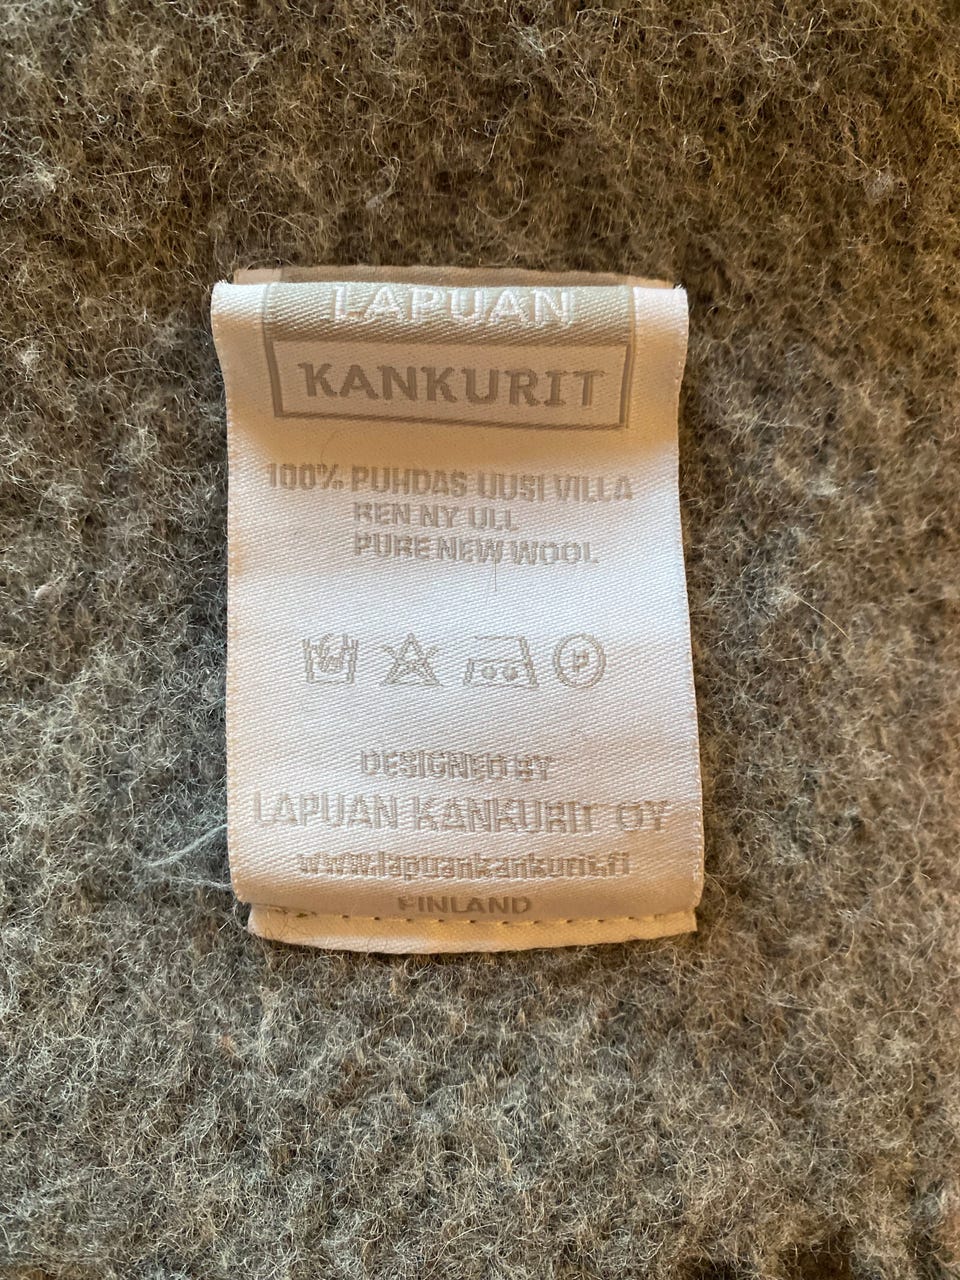 LAPUAN
KANKURIT
100% PUHDAS UUSI VILLA
REN NY ULL
PURE NEW WOOL
P
DESIGNED BY
LAPUAN KANKURIT OY
www.lapuankankurit.fi
FINLAND